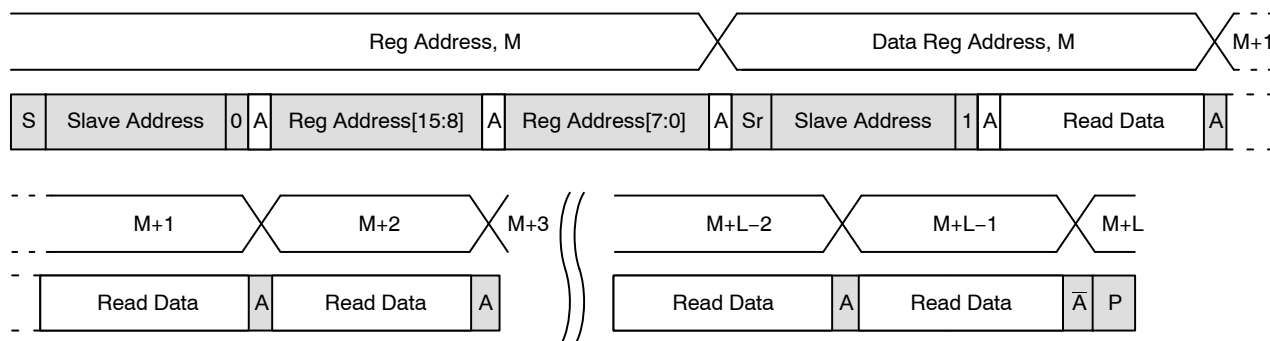 Reg Address, M Data Reg Address, M M+1
S Slave Address 0 A Reg Address[15:8] A Reg Address[7:0] A Sr Slave Address 1 A Read Data A
M+1 M+2 M+3 M+L−2 M+L−1 M+L
Read Data A Read Data A Read Data A Read Data A̅ P